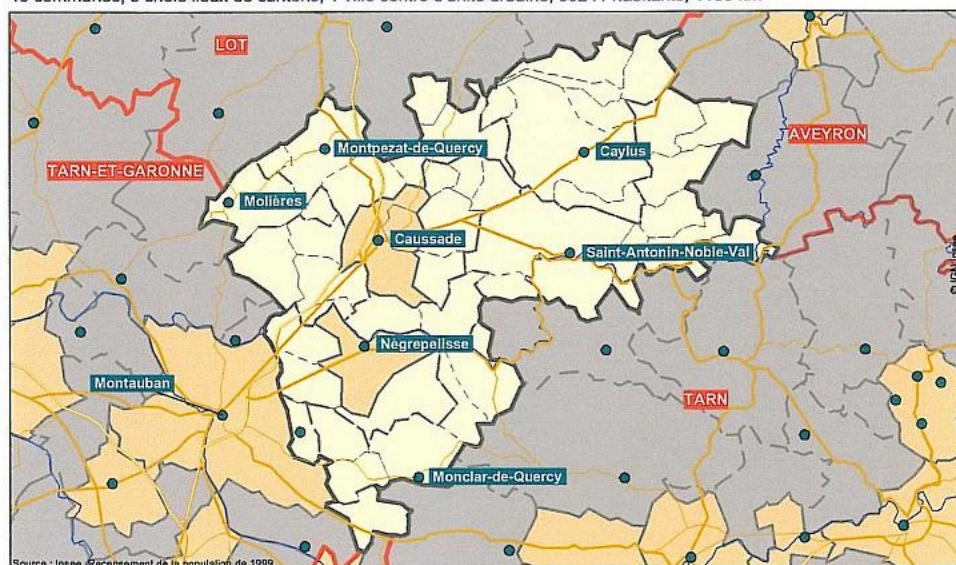 LOT
AVEYRON
Montpezat-de-Quercy
Caylus
TARN-ET-GARONNE
Molières
Caussade
Saint-Antonin-Noble-Val
Nègrepelisse
Montauban
TARN
Monclar-de-Quercy
Source : Insee, Recensement de la population de 1999